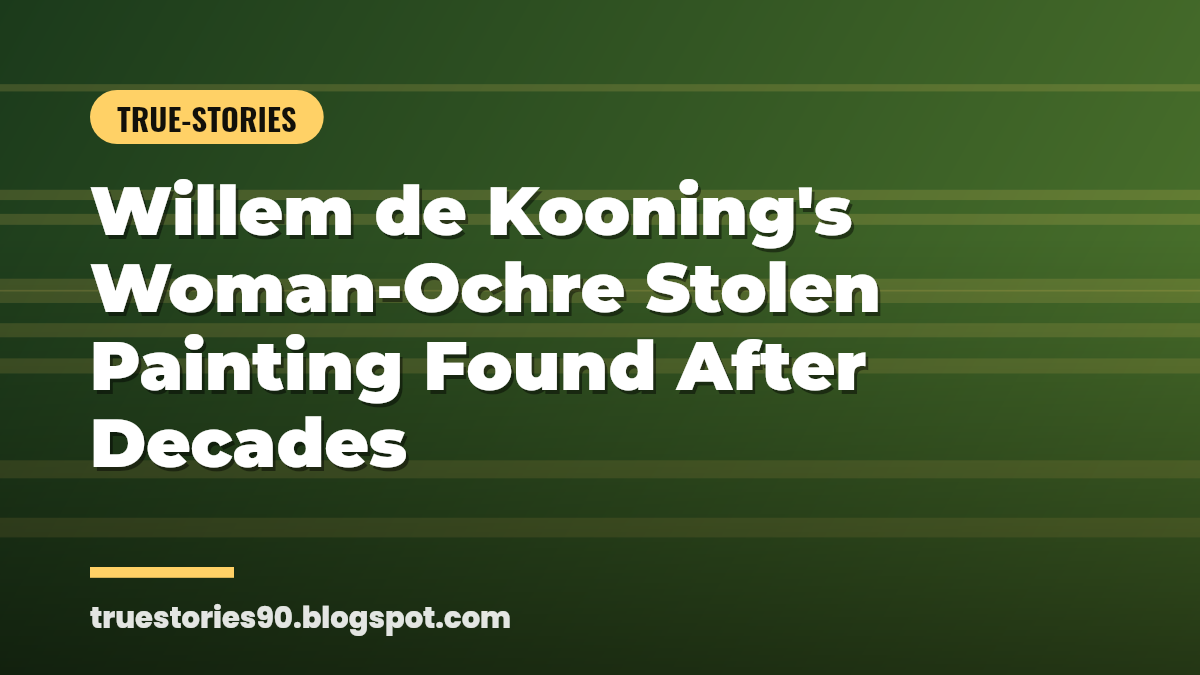 TRUE-STORIES
Willem de Kooning's
Woman-Ochre Stolen
Painting Found After
Decades
truestories90.blogspot.com